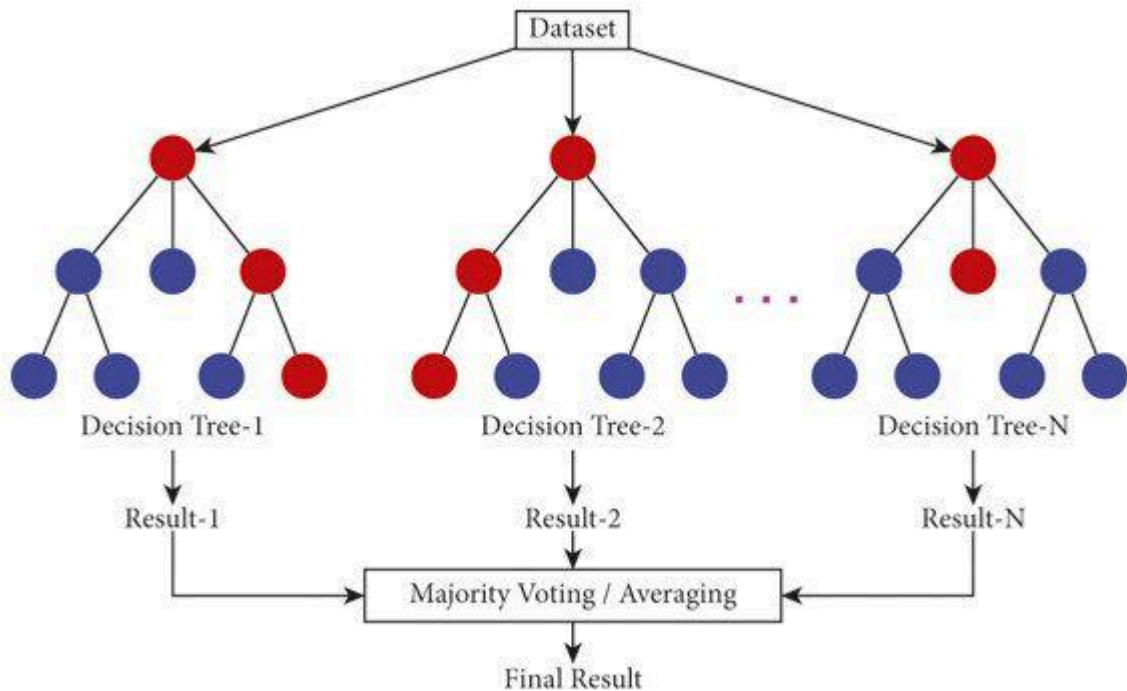 Dataset
Decision Tree-1
Decision Tree-2
Decision Tree-N
Result-1
Result-2
Result-N
Majority Voting / Averaging
Final Result